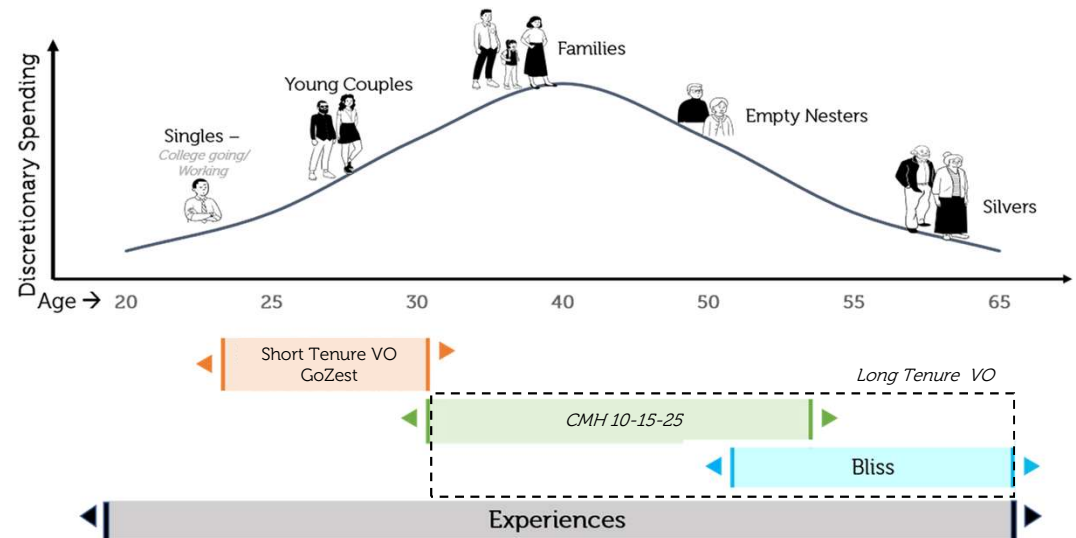 Discretionary Spending
Singles –
College going/
Working
Young Couples
Families
Empty Nesters
Silvers
Age → 20 25 30 40 50 55 65
Short Tenure VO
GoZest
Long Tenure VO
CMH 10-15-25
Bliss
Experiences